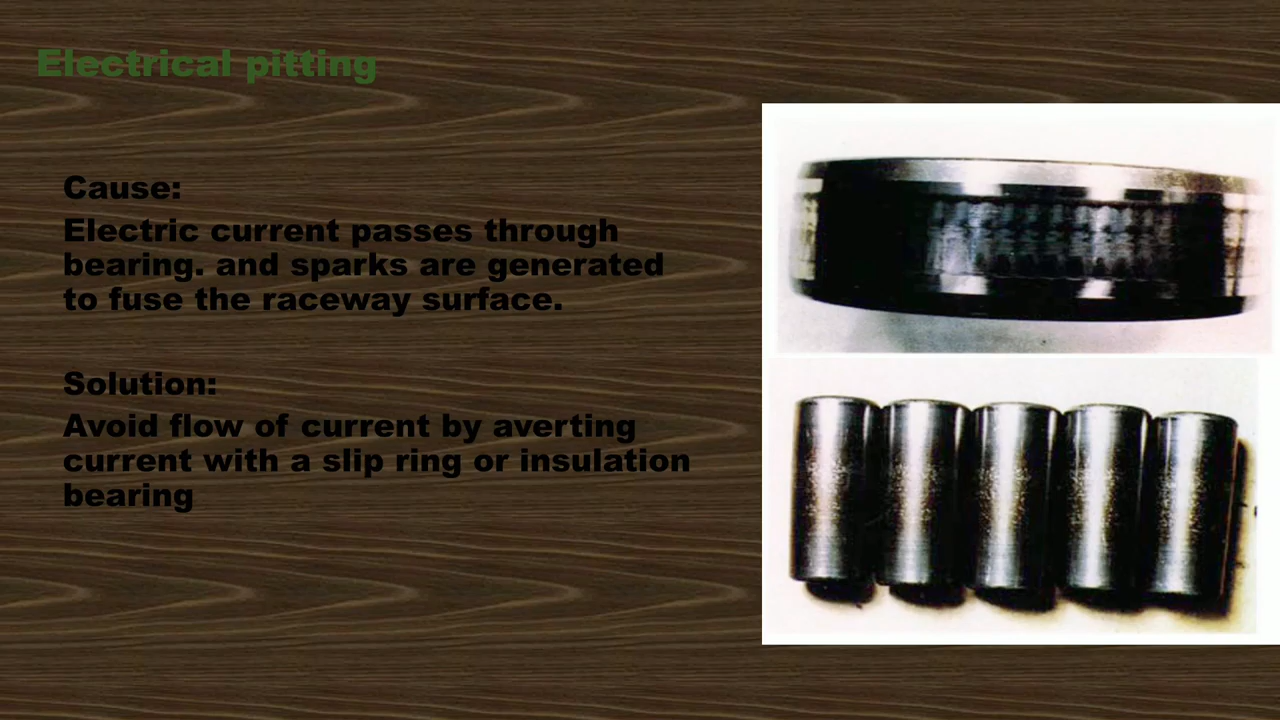 Electrical pitting
Cause:
Electric current passes through
bearing. and sparks are generated
to fuse the raceway surface.
Solution:
Avoid flow of current by averting
current with a slip ring or insulation
bearing